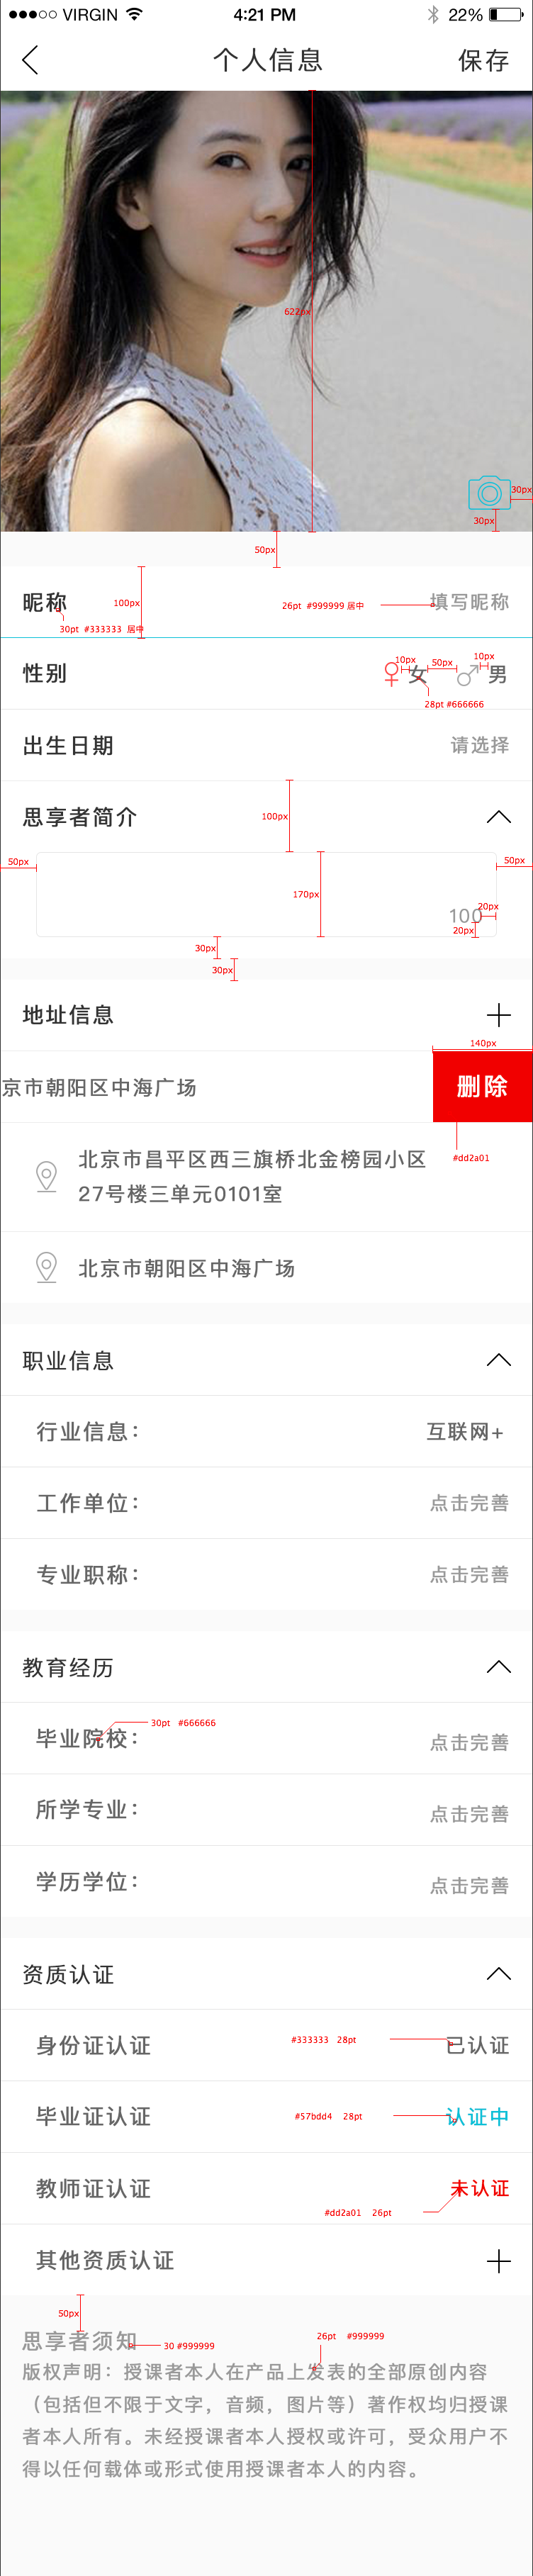 VIRGIN 4:21 PM 22%
个人信息 保存
622px
30px
30px
50px
昵称 100px 26pt #999999 居中 填写昵称
30pt #333333 居中
性别 10px 女 50px 10px 男
28pt #666666
出生日期 请选择
思享者简介 100px
50px 50px
170px
100 20px
20px
30px
30px
地址信息
140px
京市朝阳区中海广场 删除
#dd2a01
北京市昌平区西三旗桥北金榜园小区
27号楼三单元0101室
北京市朝阳区中海广场
职业信息
行业信息： 互联网+
工作单位： 点击完善
专业职称： 点击完善
教育经历
30pt #666666
毕业院校： 点击完善
所学专业： 点击完善
学历学位： 点击完善
资质认证
身份证认证 #333333 28pt 已认证
毕业证认证 #57bdd4 28pt 认证中
教师证认证 未认证
#dd2a01 26pt
其他资质认证
50px
思享者须知 30 #999999 26pt #999999
版权声明：授课者本人在产品上发表的全部原创内容
（包括但不限于文字，音频，图片等）著作权均归授课
者本人所有。未经授课者本人授权或许可，受众用户不
得以任何载体或形式使用授课者本人的内容。